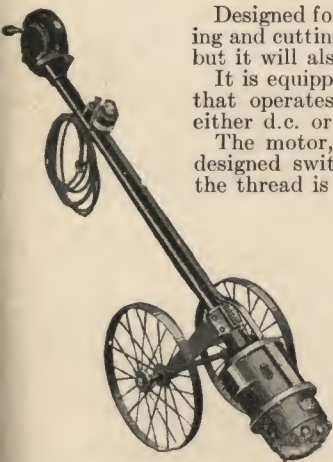 Designed fo
ing and cuttin
but it will als
It is equipp
that operates
either d.c. or
The motor,
designed swit
the thread is